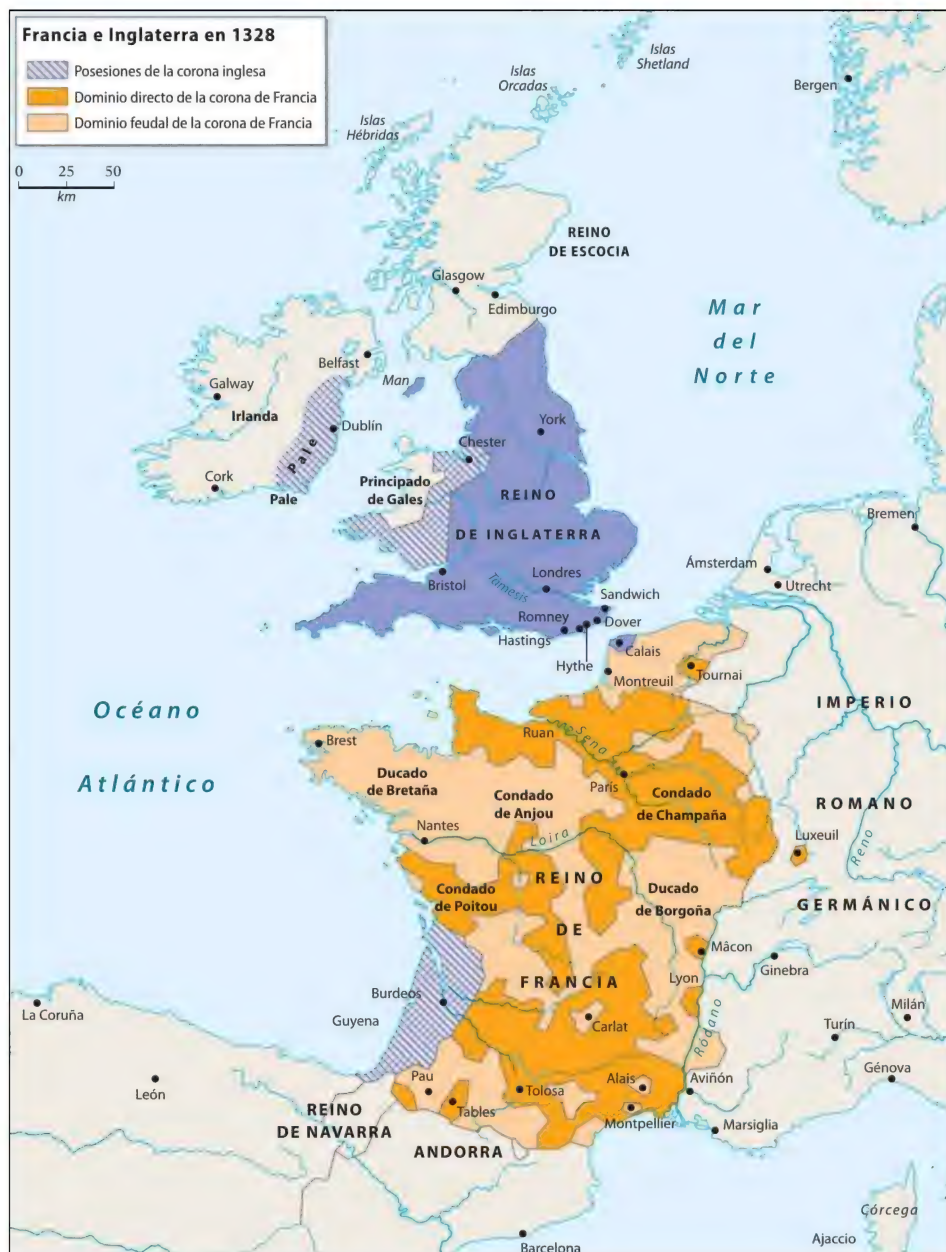 Francia e Inglaterra en 1328
Posesiones de la corona inglesa
Dominio directo de la corona de Francia
Dominio feudal de la corona de Francia
0 25 50
km
Islas
Shetland
Islas
Orcadas
Islas
Hébridas
Bergen
REINO
DE ESCOCIA
Glasgow
Edimburgo
Mar
del
Norte
Belfast
Man
Galway
Irlanda
Dublín
Pale
York
Chester
Cork
Pale
Principado
de Gales
REINO
DE INGLATERRA
Bremen
Ámsterdam
Utrecht
Bristol
Támesis
Londres
Sandwich
Romney
Dover
Hastings
Hythe
Calais
Montreuil
Tournai
Océano
Atlántico
IMPERIO
ROMANO
GERMÁNICO
Ruan
Sena
Brest
París
Ducado
de Bretaña
Condado
de Anjou
Condado
de Champaña
Nantes
Loira
Luxeuil
Reno
REINO
DE
FRANCIA
Condado
de Poitou
Ducado
de Borgoña
Mâcon
Lyon
Ginebra
Burdeos
Guyena
Carlat
Ródano
Milán
Turín
La Coruña
León
Génova
Pau
Tables
Tolosa
Alais
Aviñón
Montpellier
Marsiglia
REINO
DE NAVARRA
ANDORRA
Barcelona
Córcega
Ajaccio